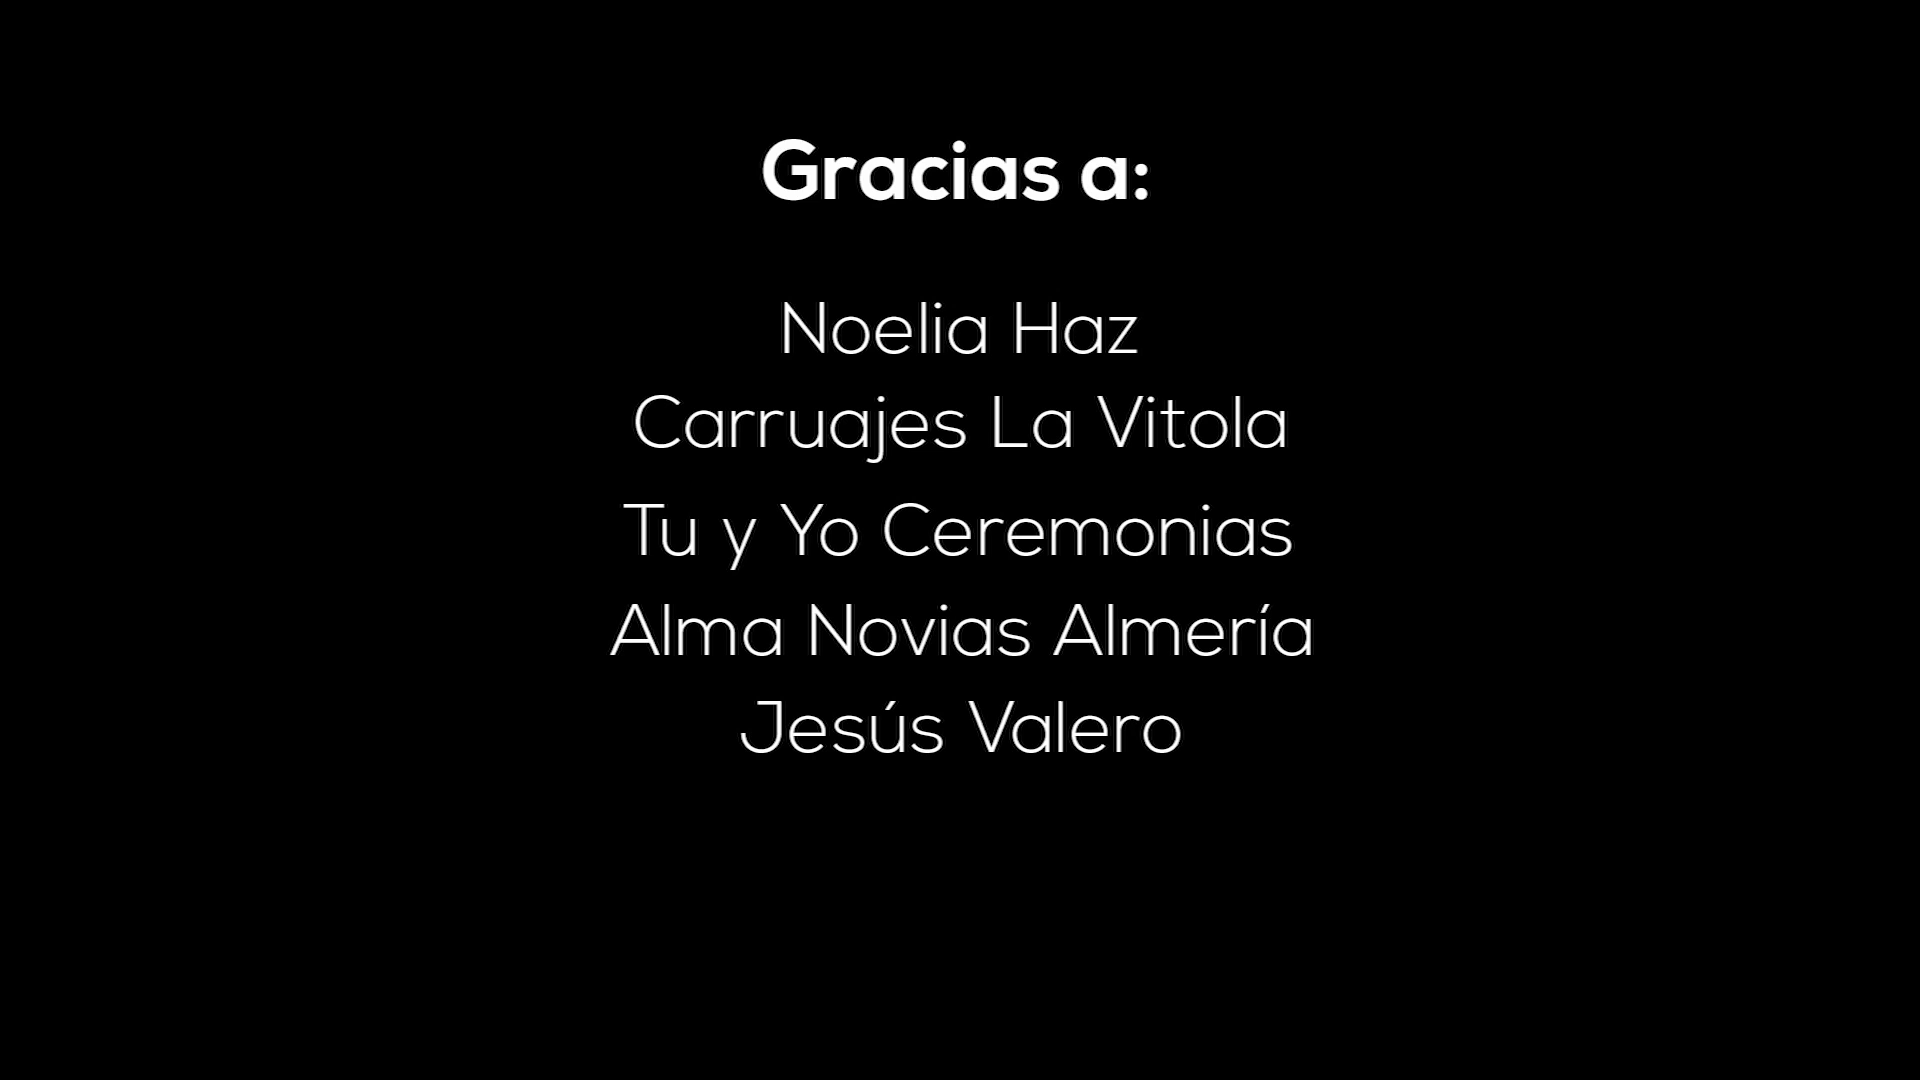 Gracias a:
Noelia Haz
Carruajes La Vitola
Tu y Yo Ceremonias
Alma Novias Almería
Jesús Valero